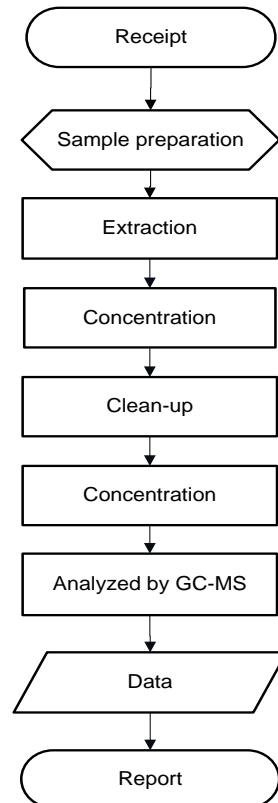 Receipt
Sample preparation
Extraction
Concentration
Clean-up
Concentration
Analyzed by GC-MS
Data
Report